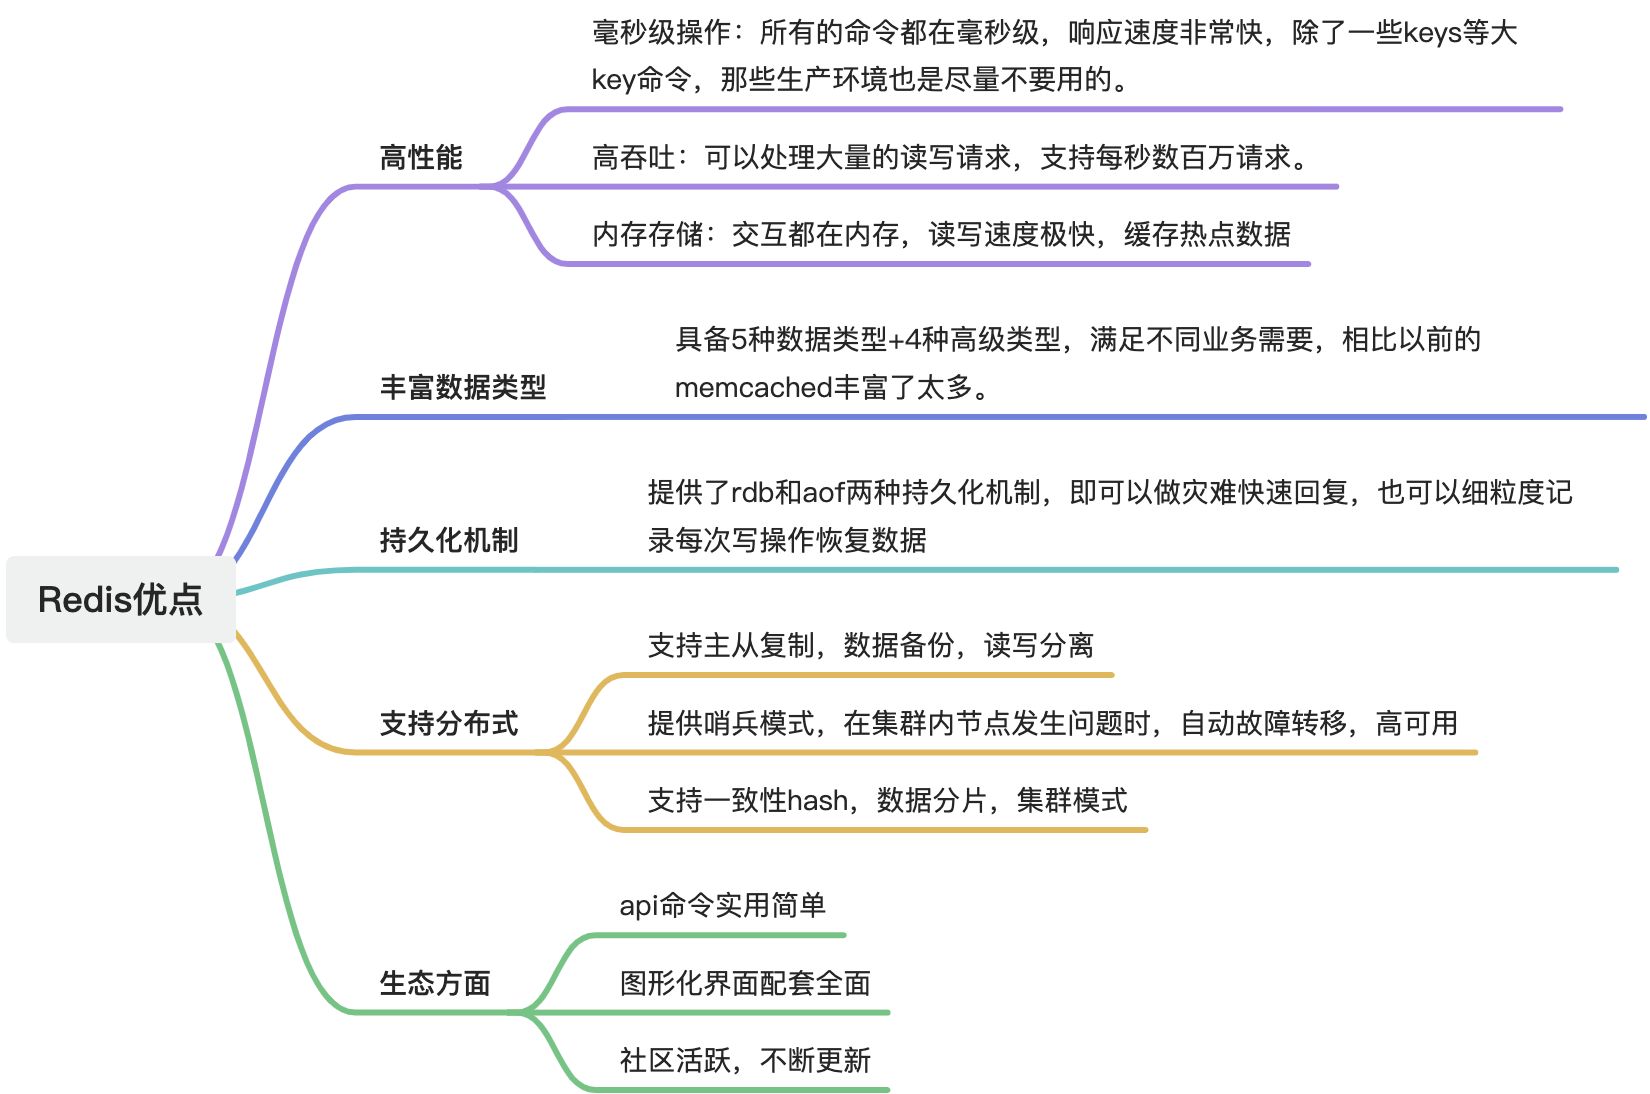 毫秒级操作：所有的命令都在毫秒级，响应速度非常快，除了一些keys等大
key命令，那些生产环境也是尽量不要用的。
高性能
高吞吐：可以处理大量的读写请求，支持每秒数百万请求。
内存存储：交互都在内存，读写速度极快，缓存热点数据
具备5种数据类型+4种高级类型，满足不同业务需要，相比以前的
memcached丰富了太多。
丰富数据类型
提供了rdb和aof两种持久化机制，即可以做灾难快速回复，也可以细粒度记
录每次写操作恢复数据
持久化机制
Redis优点
支持主从复制，数据备份，读写分离
支持分布式
提供哨兵模式，在集群内节点发生问题时，自动故障转移，高可用
支持一致性hash，数据分片，集群模式
api命令实用简单
生态方面
图形化界面配套全面
社区活跃，不断更新